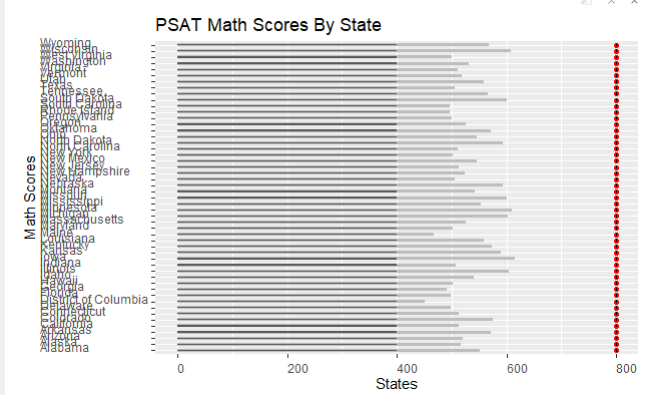 PSAT Math Scores By State
Math Scores
Wyoming
Wisconsin
West Virginia
Washington
Virginia
Vermont
Utah
Texas
Tennessee
South Dakota
South Carolina
Rhode Island
Pennsylvania
Oregon
Oklahoma
Ohio
North Dakota
North Carolina
New York
New Mexico
New Jersey
New Hampshire
Nevada
Nebraska
Montana
Missouri
Mississippi
Minnesota
Michigan
Massachusetts
Maryland
Maine
Louisiana
Kentucky
Kansas
Iowa
Indiana
Illinois
Idaho
Hawaii
Georgia
Florida
District of Columbia
Delaware
Connecticut
Colorado
California
Arkansas
Arizona
Alaska
Alabama
0 200 400 600 800
States